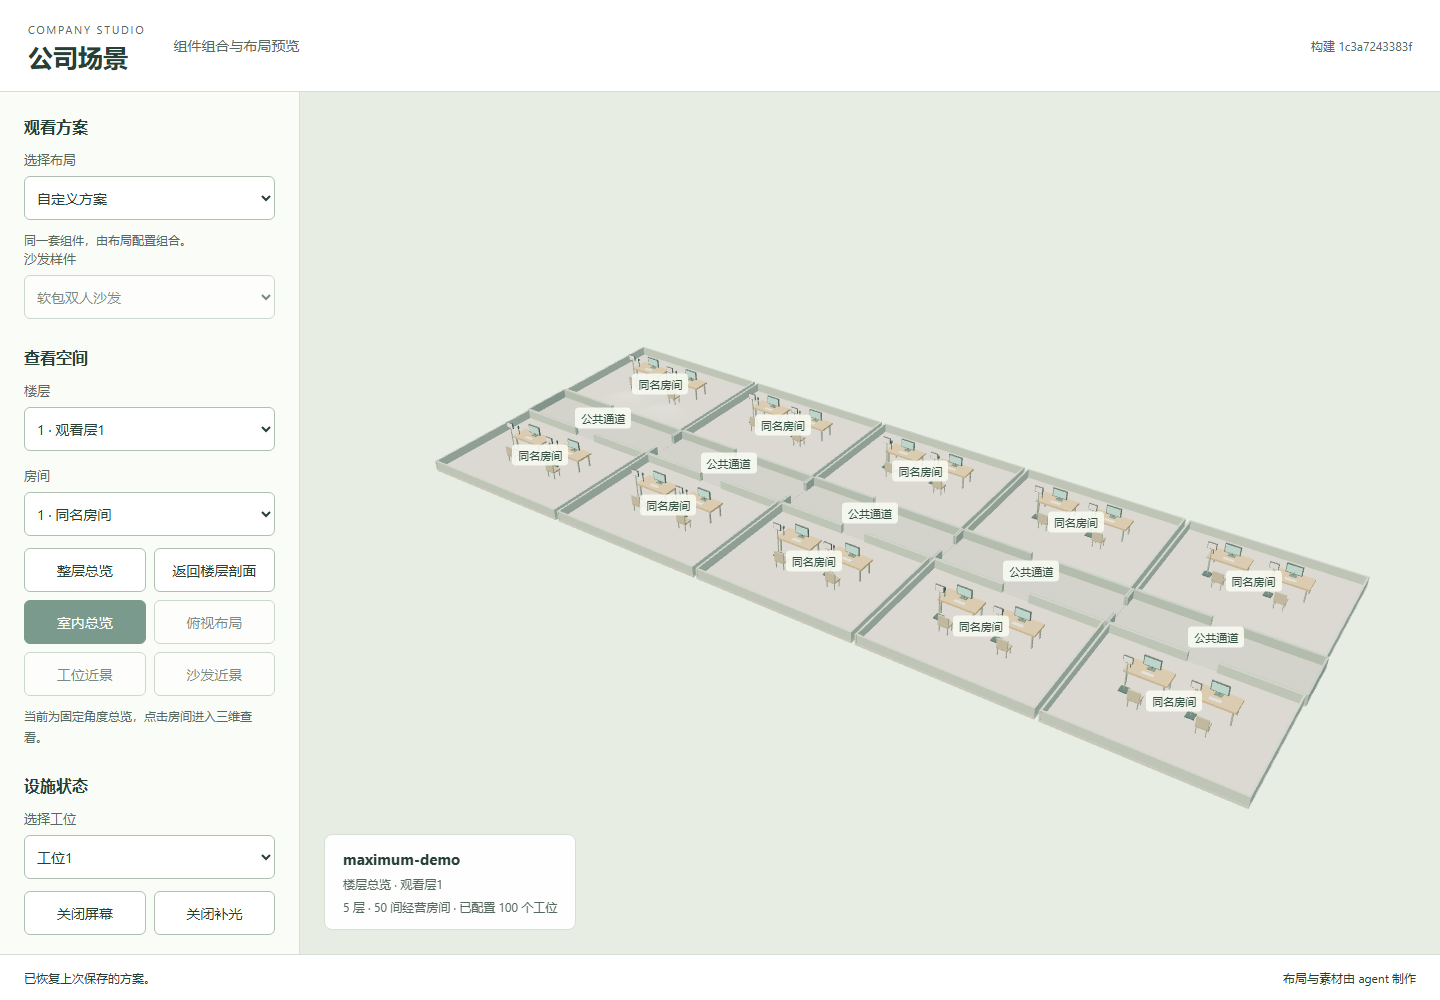 COMPANY STUDIO
公司场景
组件组合与布局预览
构建 1c3a7243383f
观看方案
选择布局
自定义方案
同一套组件，由布局配置组合。
沙发样件
软包双人沙发
查看空间
楼层
1 · 观看层1
房间
1 · 同名房间
整层总览
返回楼层剖面
室内总览
俯视布局
工位近景
沙发近景
当前为固定角度总览，点击房间进入三维查
看。
设施状态
选择工位
工位1
关闭屏幕
关闭补光
同名房间
公共通道
同名房间
同名房间
公共通道
同名房间
同名房间
公共通道
同名房间
同名房间
公共通道
同名房间
同名房间
公共通道
同名房间
maximum-demo
楼层总览 · 观看层1
5 层 · 50 间经营房间 · 已配置 100 个工位
已恢复上次保存的方案。
布局与素材由 agent 制作